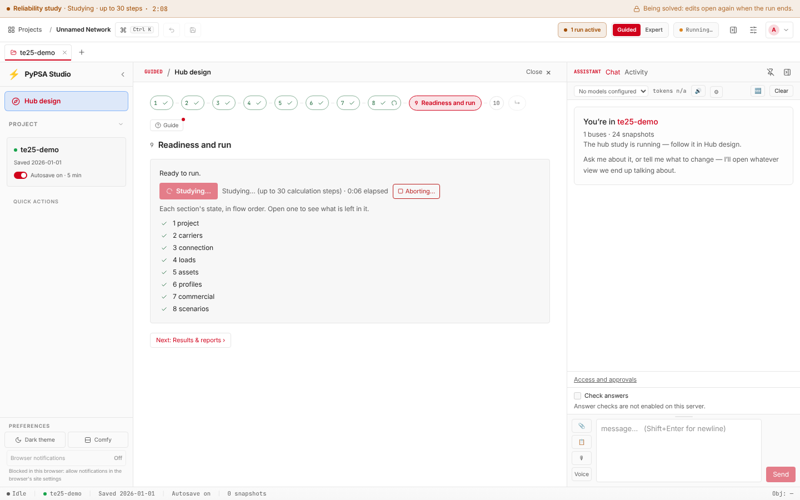 Reliability study · Studying · up to 30 steps · 2:08
Being solved: edits open again when the run ends.
Projects / Unnamed Network
Ctrl K
1 run active
Guided
Expert
Running…
A
te25-demo
PyPSA Studio
Hub design
PROJECT
te25-demo
Saved 2026-01-01
Autosave on · 5 min
QUICK ACTIONS
PREFERENCES
Dark theme
Comfy
Browser notifications
Off
Blocked in this browser: allow notifications in the
browser's site settings
GUIDED / Hub design
Close ×
1
2
3
4
5
6
7
8
9 Readiness and run
10
Guide
9 Readiness and run
Ready to run.
Studying…
Studying… (up to 30 calculation steps) · 0:06 elapsed
Aborting…
Each section's state, in flow order. Open one to see what is left in it.
1 project
2 carriers
3 connection
4 loads
5 assets
6 profiles
7 commercial
8 scenarios
Next: Results & reports ›
ASSISTANT Chat Activity
No models configured
tokens n/a
Clear
You're in te25-demo
1 buses · 24 snapshots
The hub study is running — follow it in Hub design.
Ask me about it, or tell me what to change — I'll open whatever
view we end up talking about.
Access and approvals
Check answers
Answer checks are not enabled on this server.
message… (Shift+Enter for newline)
Voice
Send
Idle
te25-demo
Saved 2026-01-01
Autosave on
0 snapshots
Obj: —